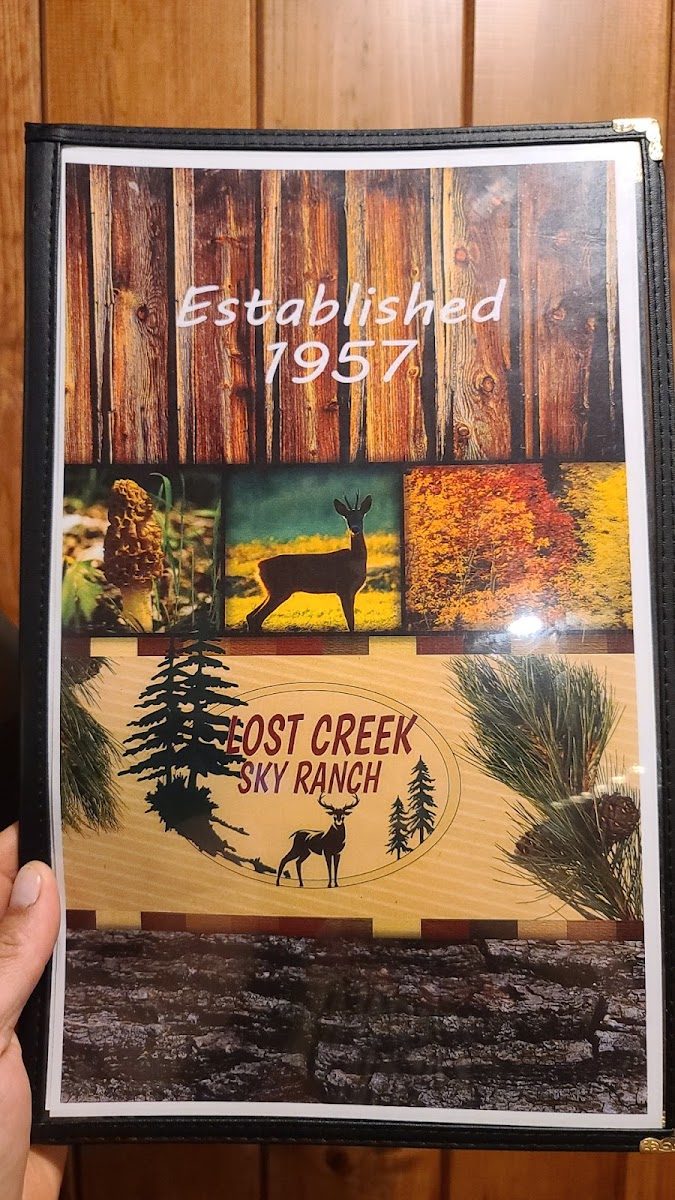 Established
1957
LOST CREEK
SKY RANCH